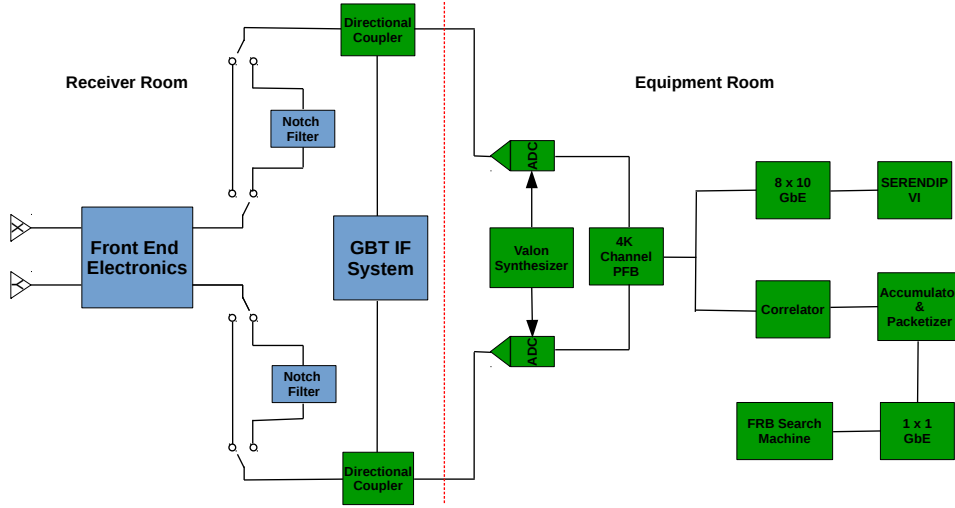 Directional
Coupler
Receiver Room
Equipment Room
Notch
Filter
ADC
8 x 10
GbE
SERENDIP
VI
X
Front End
Electronics
GBT IF
System
Valon
Synthesizer
4K
Channel
PFB
Y
Correlator
Accumulato
&
Packetizer
ADC
Notch
Filter
FRB Search
Machine
1 x 1
GbE
Directional
Coupler